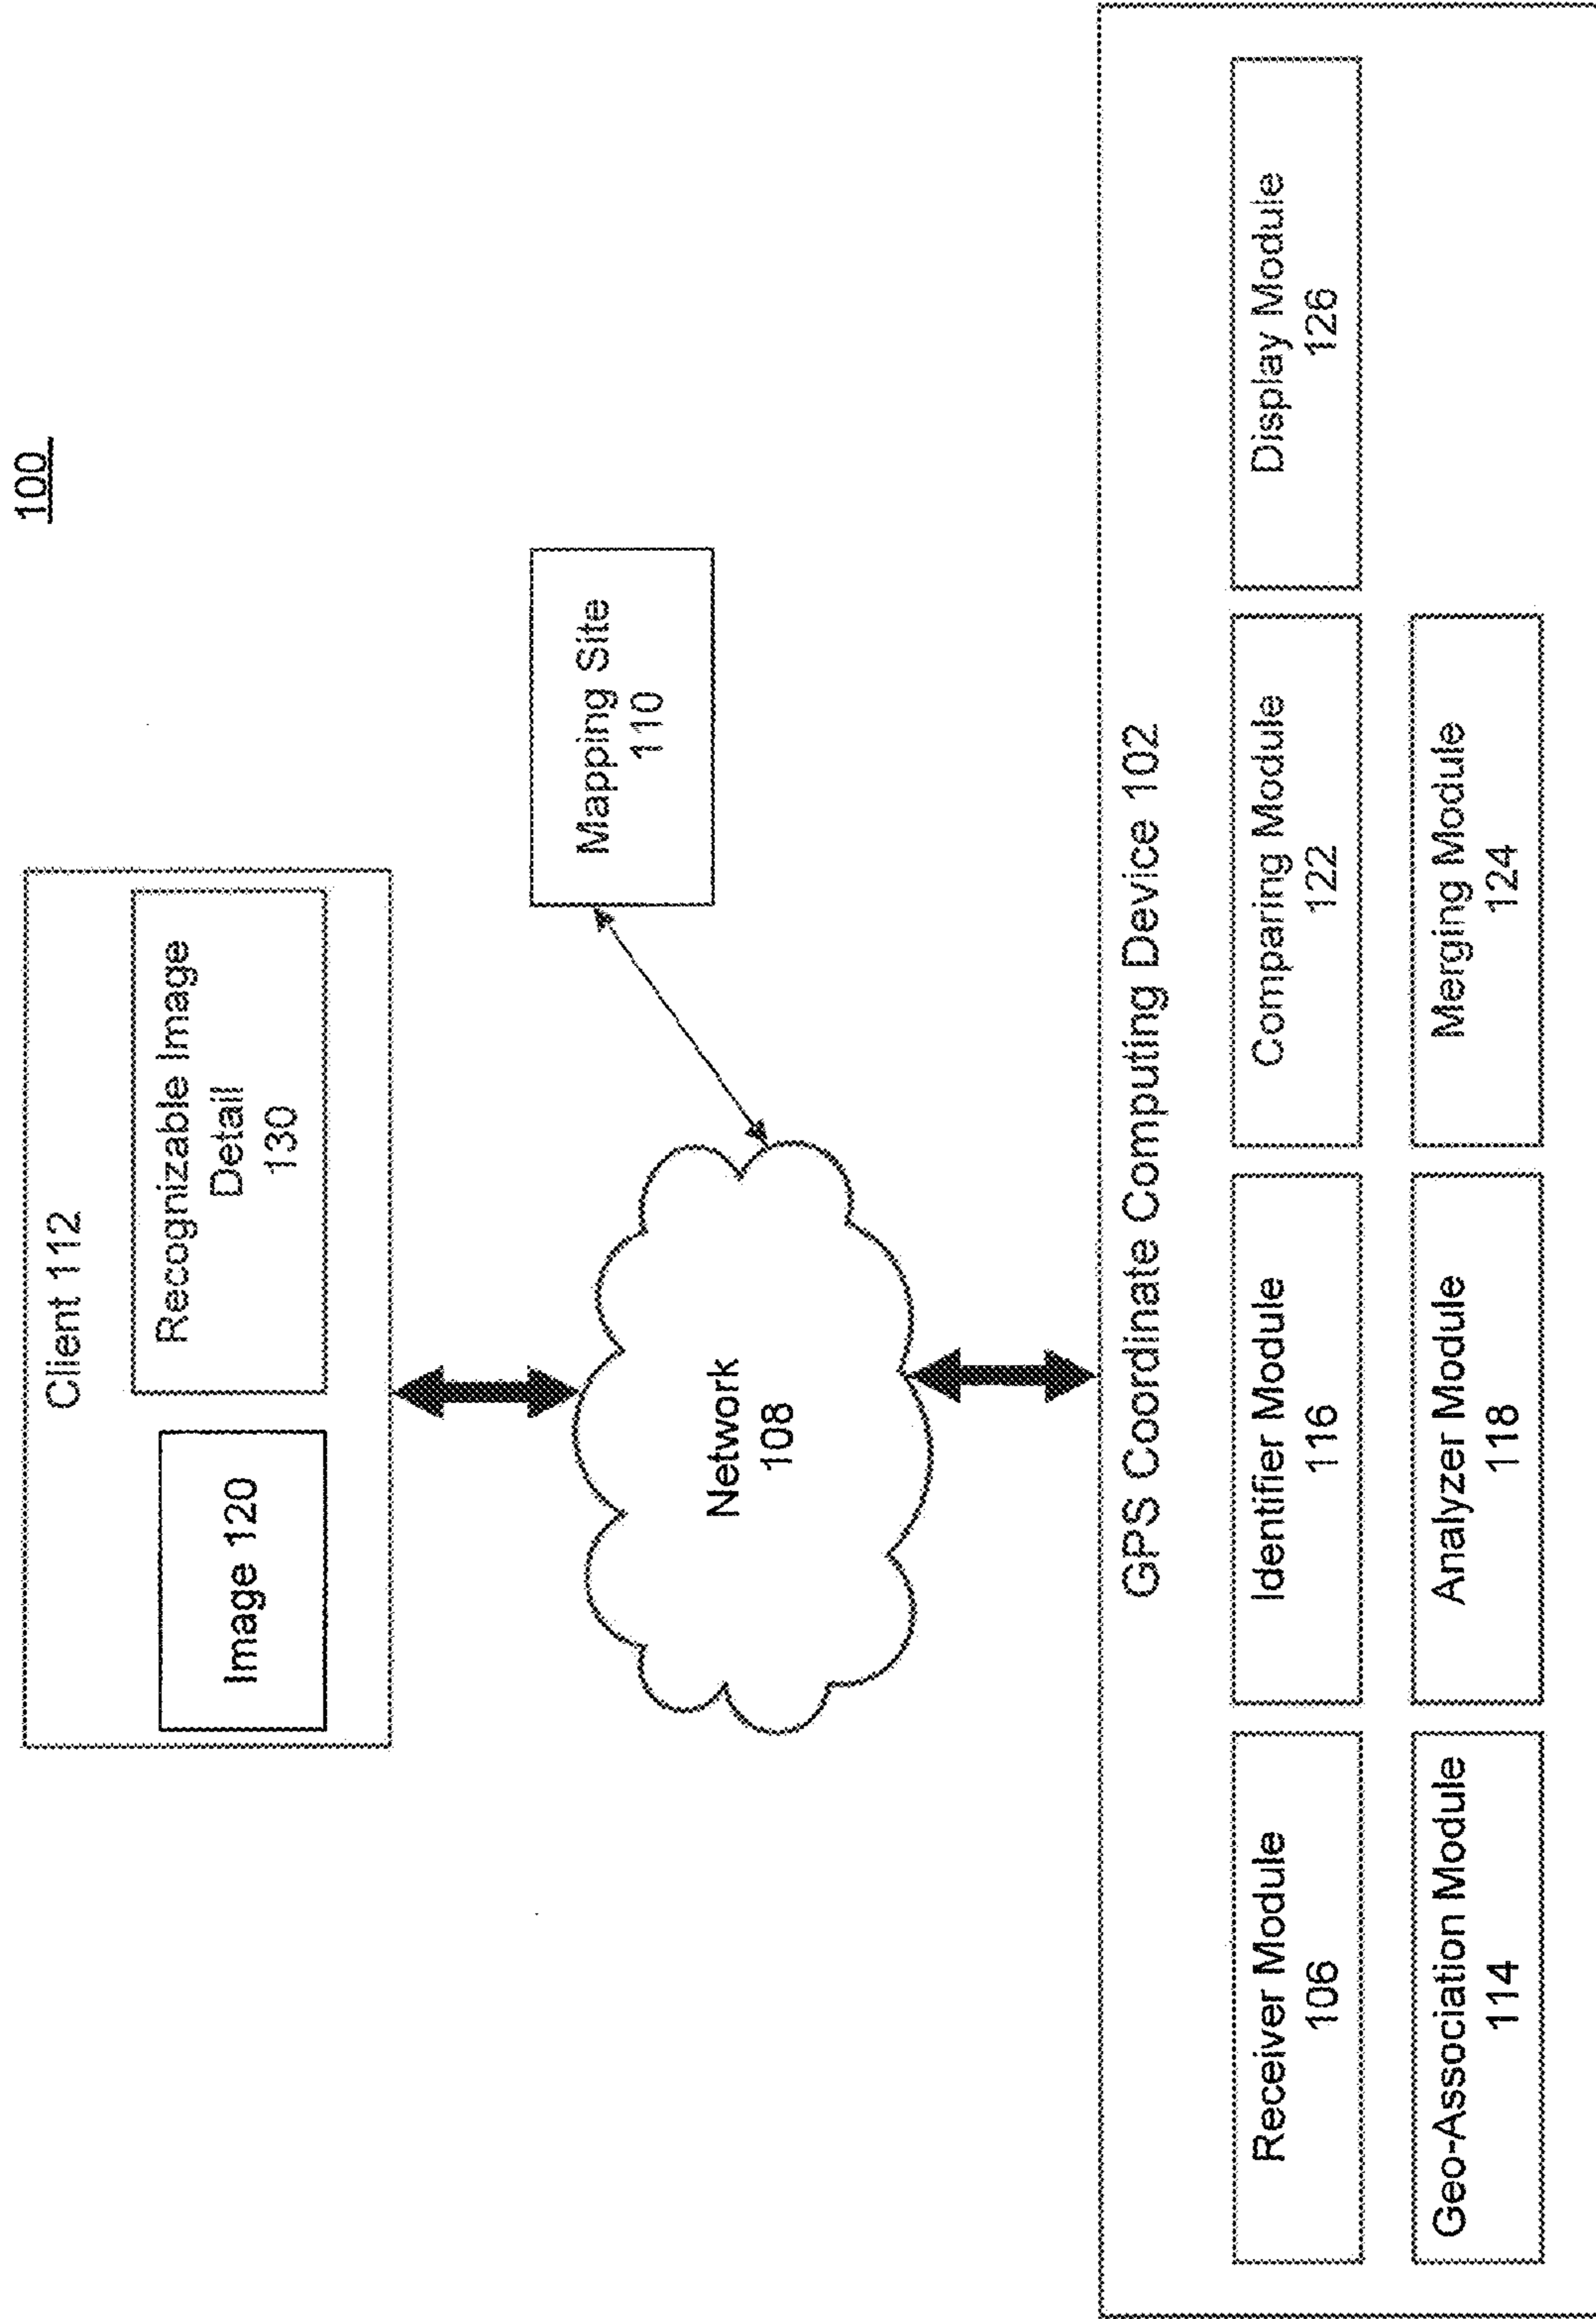 100
Client 112
Image 120
Recognizable Image
Detail
130
Mapping Site
110
Network
108
GPS Coordinate Computing Device 102
Receiver Module
106
Identifier Module
116
Comparing Module
122
Display Module
126
Geo-Association Module
114
Analyzer Module
118
Merging Module
124